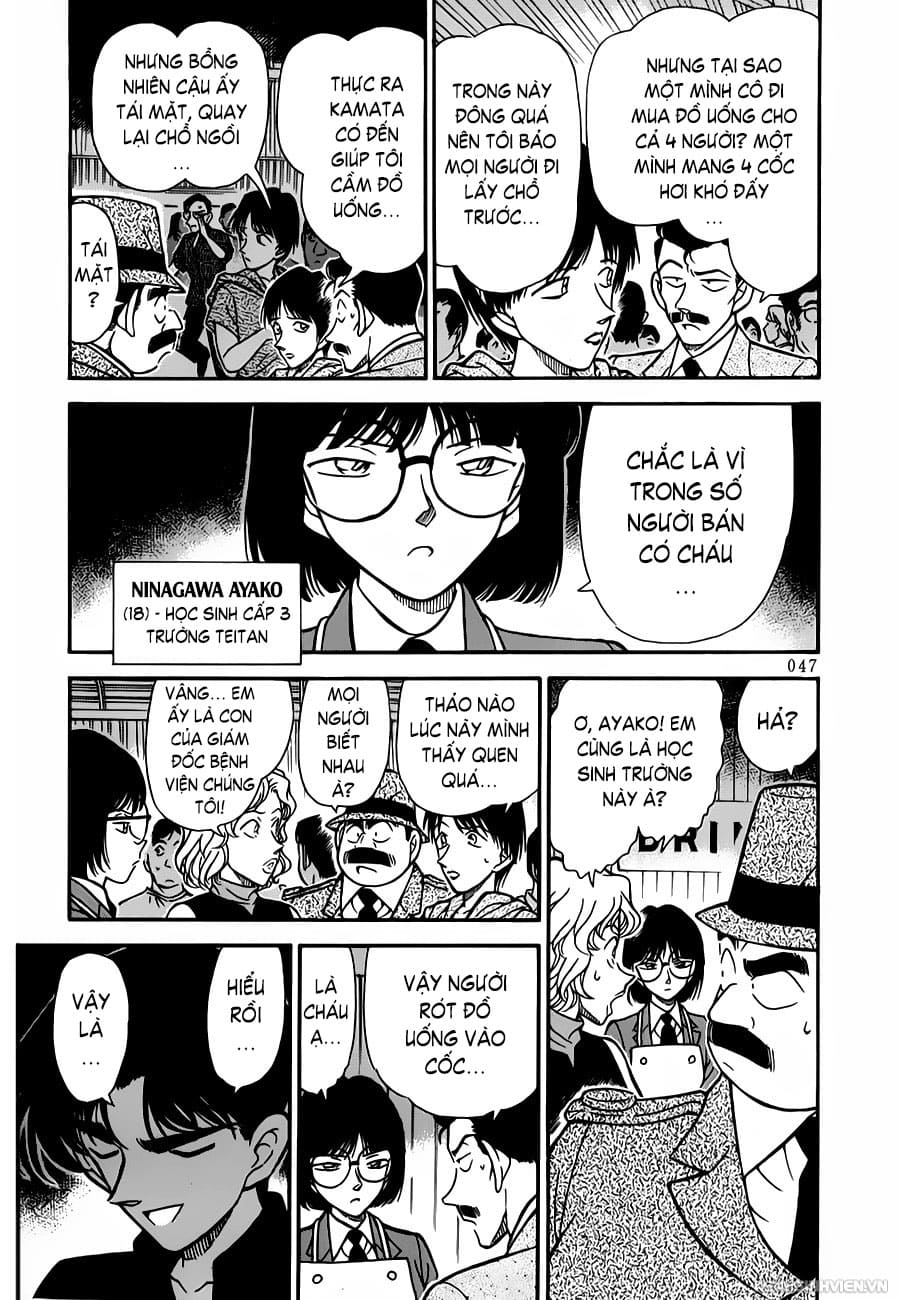 NHƯNG TẠI SAO
MỘT MÌNH CÔ ĐI
MUA ĐỒ UỐNG CHO
CẢ 4 NGƯỜI? MỘT
MÌNH MANG 4 CỐC
HƠI KHÓ ĐẤY
...
TRONG NÀY
ĐÔNG QUÁ
NÊN TÔI BẢO
MỌI NGƯỜI ĐI
LẤY CHỖ
TRƯỚC...
THỰC RA
KAMATA
CÓ ĐẾN
GIÚP TÔI
CẦM ĐỒ
UỐNG...
NHƯNG BỒNG
NHIÊN CẬU ẤY
TÁI MẶT, QUAY
LẠI CHỖ NGỒI
...
TÁI
MẶT
?
CHẮC LÀ VÌ
TRONG SỐ
NGƯỜI BÁN
CÓ CHÁU
...
NINAGAWA AYAKO
(18) - HỌC SINH CẤP 3
TRƯỜNG TEITAN
047
HẢ?
Ơ, AYAKO! EM
CŨNG LÀ HỌC
SINH TRƯỜNG
NÀY À?
DRIN
THẢO NÀO
LÚC NÀY MÌNH
THẤY QUEN
QUÁ...
MỌI
NGƯỜI
BIẾT
NHAU
À?
VÂNG... EM
ẤY LÀ CON
CỦA GIÁM
ĐỐC BỆNH
VIỆN CHÚNG
TÔI!
VẬY NGƯỜI
RÓT ĐỒ
UỐNG VÀO
CỐC...
LÀ
CHÁU
Ạ...
HIỂU
RỒI
...
VẬY
LÀ
...